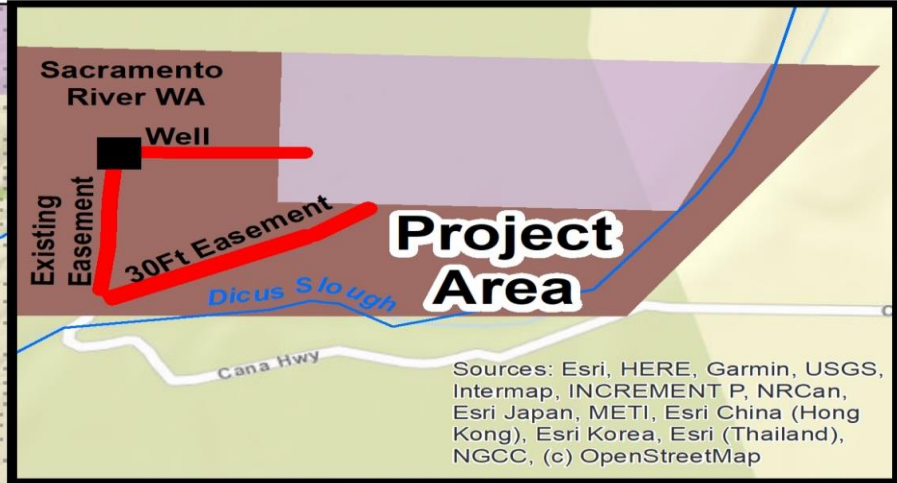 Sacramento
River WA
Well
Existing
Easement
30Ft Easement
Project
Area
Dicus Slough
Cana Hwy
C
Sources: Esri, HERE, Garmin, USGS,
Intermap, INCREMENT P, NRCan,
Esri Japan, METI, Esri China (Hong
Kong), Esri Korea, Esri (Thailand),
NGCC, (c) OpenStreetMap